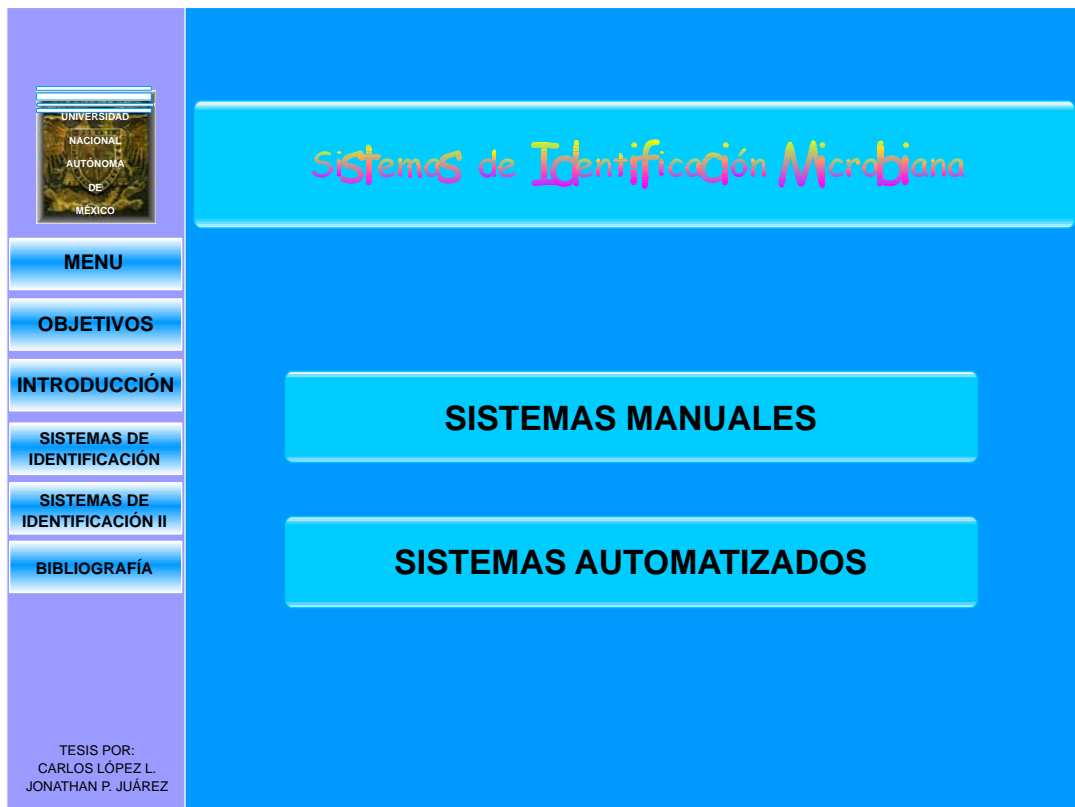 UNIVERSIDAD
NACIONAL
AUTÓNOMA
DE
MÉXICO
MENU
OBJETIVOS
INTRODUCCIÓN
SISTEMAS DE
IDENTIFICACIÓN
SISTEMAS DE
IDENTIFICACIÓN II
BIBLIOGRAFÍA
TESIS POR:
CARLOS LÓPEZ L.
JONATHAN P. JUÁREZ
Sistemas de Identificación Microbiana
SISTEMAS MANUALES
SISTEMAS AUTOMATIZADOS